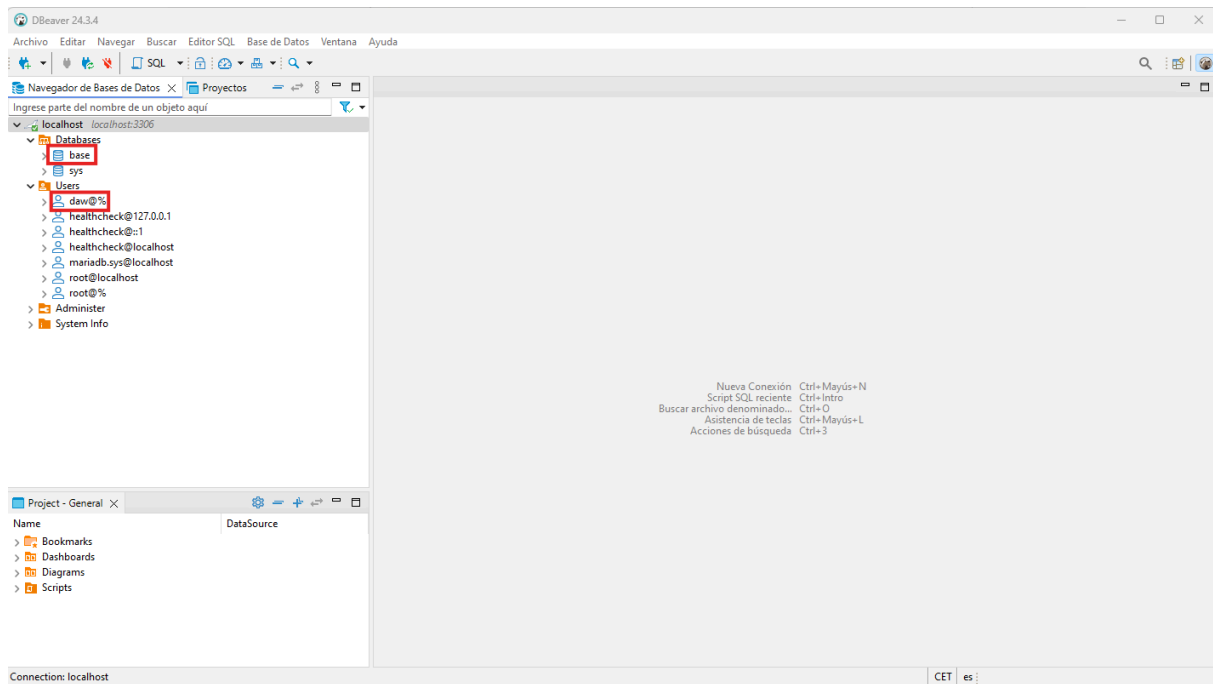 DBeaver 24.3.4
Archivo Editar Navegar Buscar Editor SQL Base de Datos Ventana Ayuda
SQL
Navegador de Bases de Datos Proyectos
Ingrese parte del nombre de un objeto aquí
localhost localhost:3306
Databases
base
sys
Users
daw@%
healthcheck@127.0.0.1
healthcheck@::1
healthcheck@localhost
mariadb.sys@localhost
root@localhost
root@%
Administer
System Info
Nueva Conexión Ctrl+Mayús+N
Script SQL reciente Ctrl+Intro
Buscar archivo denominado... Ctrl+O
Asistencia de teclas Ctrl+Mayús+L
Acciones de búsqueda Ctrl+3
Project - General
Name DataSource
Bookmarks
Dashboards
Diagrams
Scripts
Connection: localhost CET es